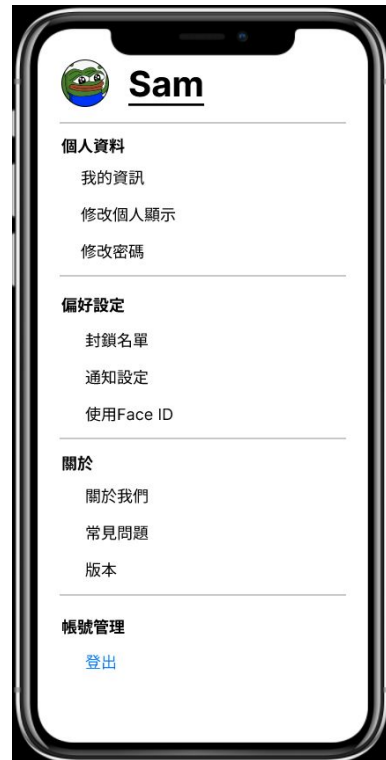 Sam
個人資料
我的資訊
修改個人顯示
修改密碼
偏好設定
封鎖名單
通知設定
使用Face ID
關於
關於我們
常見問題
版本
帳號管理
登出